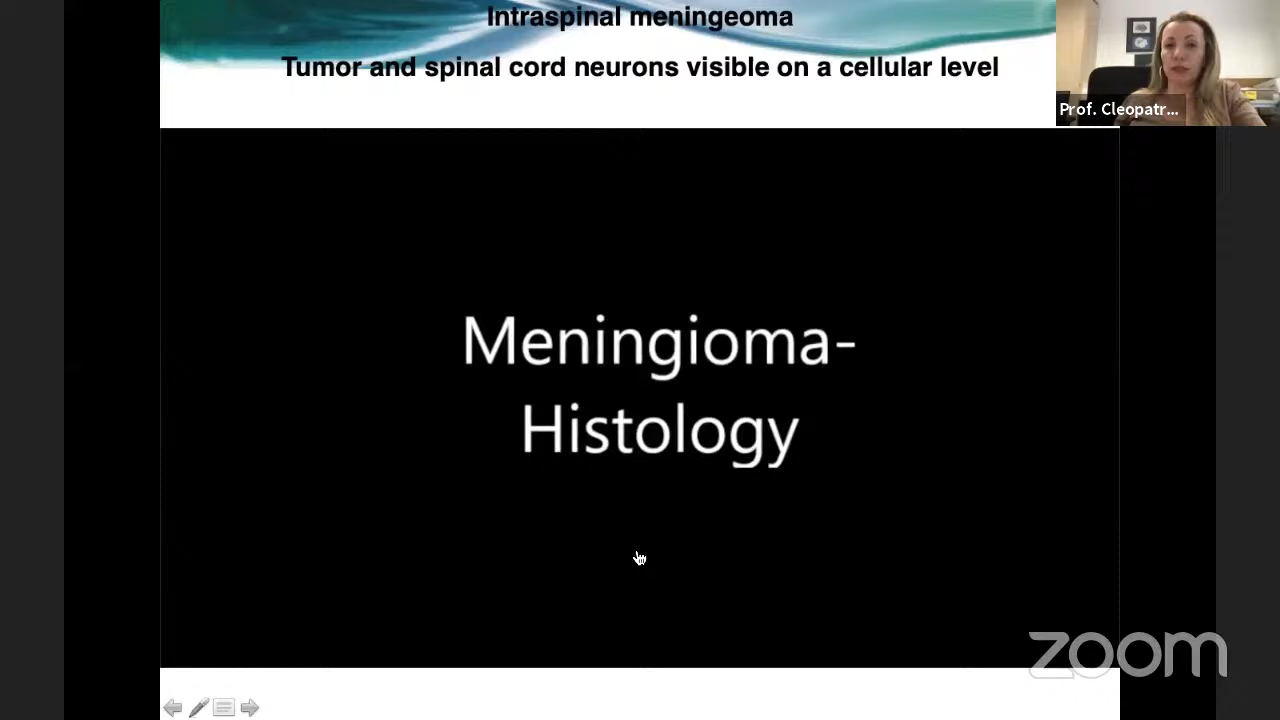 Intraspinal meningeoma
Tumor and spinal cord neurons visible on a cellular level
Prof. Cleopatr...
Meningioma-
Histology
zoom